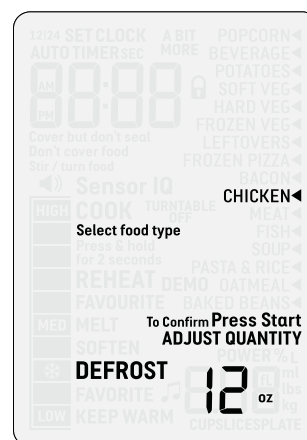 12|24 SET CLOCK A BIT MORE POPCORN◄
AUTO TIMER SEC BEVERAGE◄
POTATOES◄
AM 88:88 SOFT VEG◄
PM HARD VEG◄
FROZEN VEG◄
Cover but don't seal LEFTOVERS◄
Don't cover food FROZEN PIZZA◄
Stir / turn food BACON◄
Sensor IQ CHICKEN◄
HIGH COOK TURNTABLE OFF MEAT◄
Select food type FISH◄
Press & hold SOUP◄
for 2 seconds PASTA & RICE◄
REHEAT DEMO OATMEAL◄
FAVOURITE BAKED BEANS◄
MED MELT To Confirm Press Start
SOFTEN ADJUST QUANTITY
POWER % L
DEFROST 12 oz ml
FAVORITE lbs
LOW KEEP WARM kg
CUPSLICESPLATE